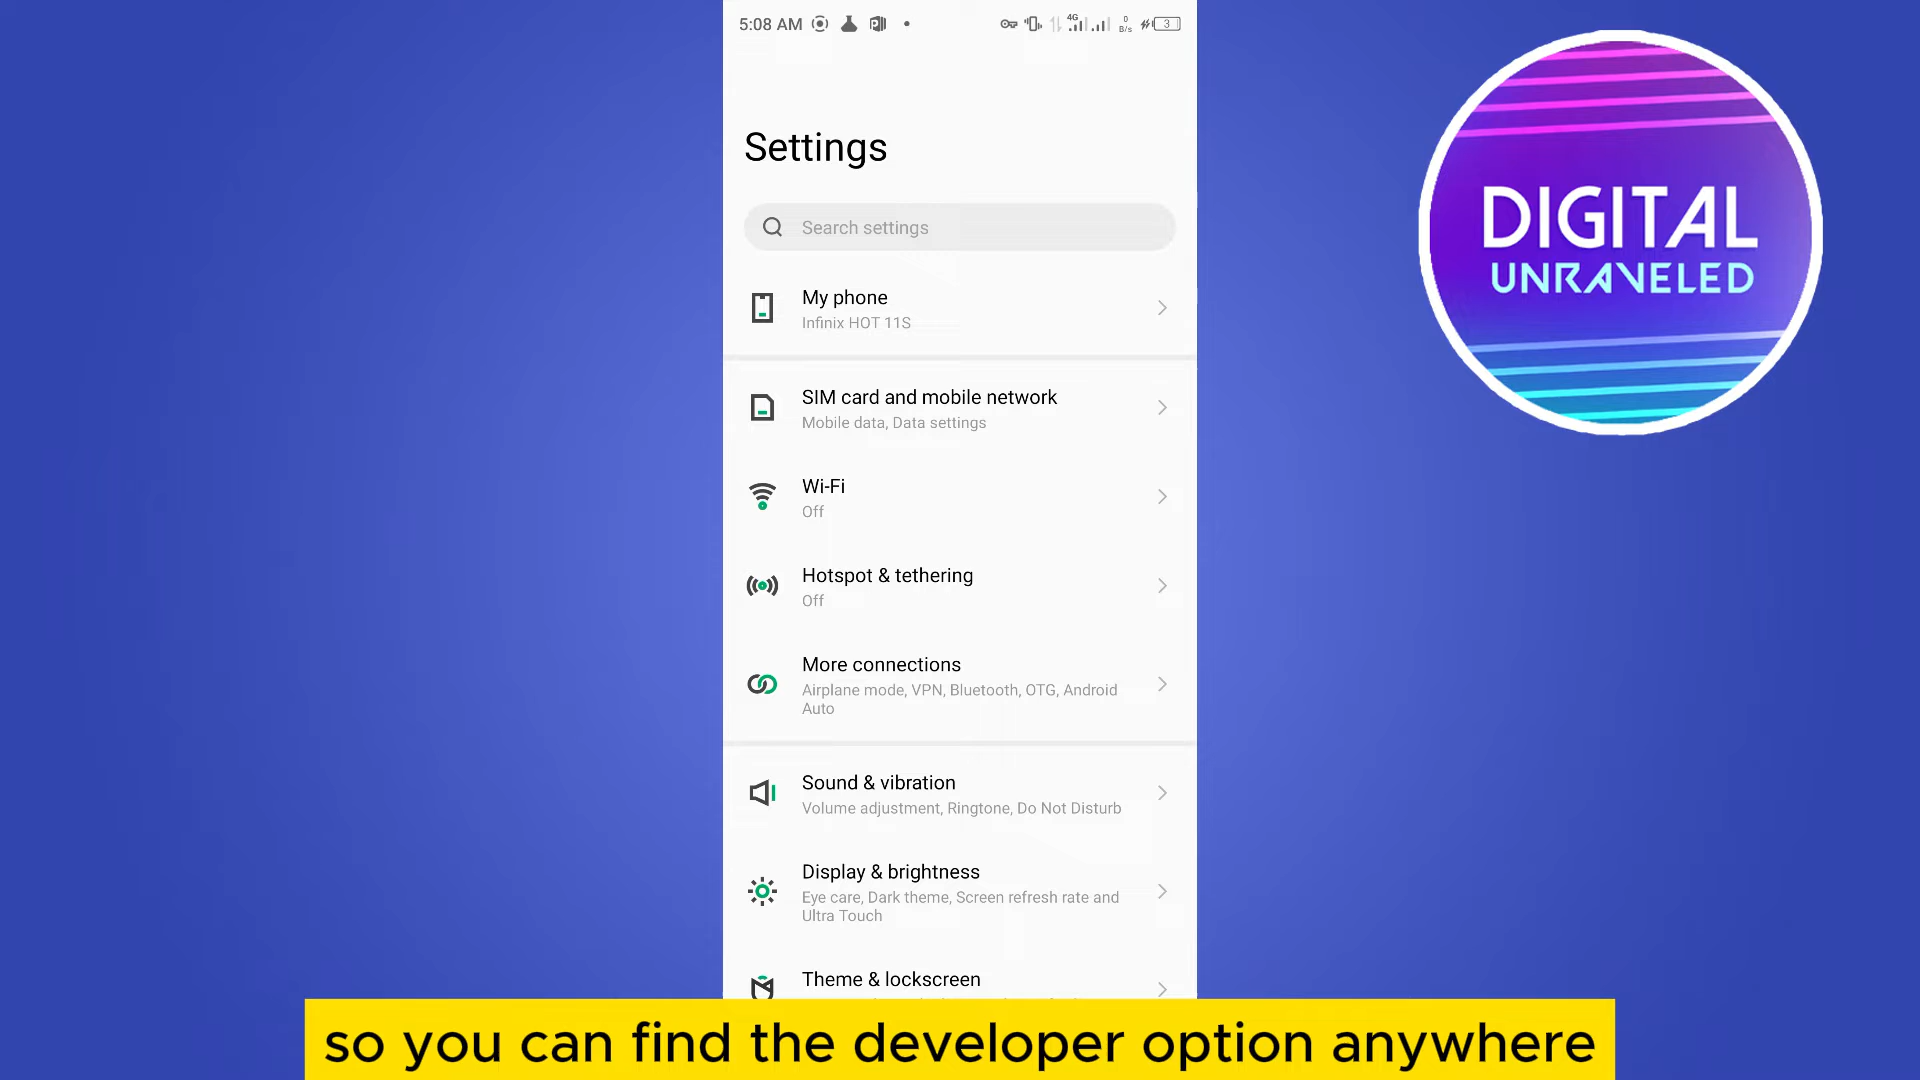 5:08 AM
4G
0
B/s
3
Settings
Search settings
My phone
Infinix HOT 11S
SIM card and mobile network
Mobile data, Data settings
Wi-Fi
Off
Hotspot & tethering
Off
More connections
Airplane mode, VPN, Bluetooth, OTG, Android
Auto
Sound & vibration
Volume adjustment, Ringtone, Do Not Disturb
Display & brightness
Eye care, Dark theme, Screen refresh rate and
Ultra Touch
Theme & lockscreen
DIGITAL
UNRAVELED
so you can find the developer option anywhere